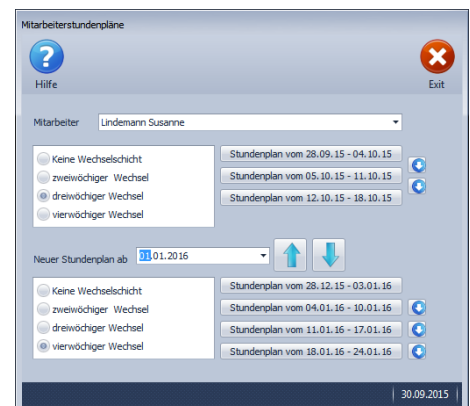 Mitarbeiterstundenpläne
Hilfe
Exit
Mitarbeiter Lindemann Susanne
Keine Wechselschicht
zweiwöchiger Wechsel
dreiwöchiger Wechsel
vierwöchiger Wechsel
Stundenplan vom 28.09.15 - 04.10.15
Stundenplan vom 05.10.15 - 11.10.15
Stundenplan vom 12.10.15 - 18.10.15
Neuer Stundenplan ab 01.01.2016
Keine Wechselschicht
zweiwöchiger Wechsel
dreiwöchiger Wechsel
vierwöchiger Wechsel
Stundenplan vom 28.12.15 - 03.01.16
Stundenplan vom 04.01.16 - 10.01.16
Stundenplan vom 11.01.16 - 17.01.16
Stundenplan vom 18.01.16 - 24.01.16
30.09.2015